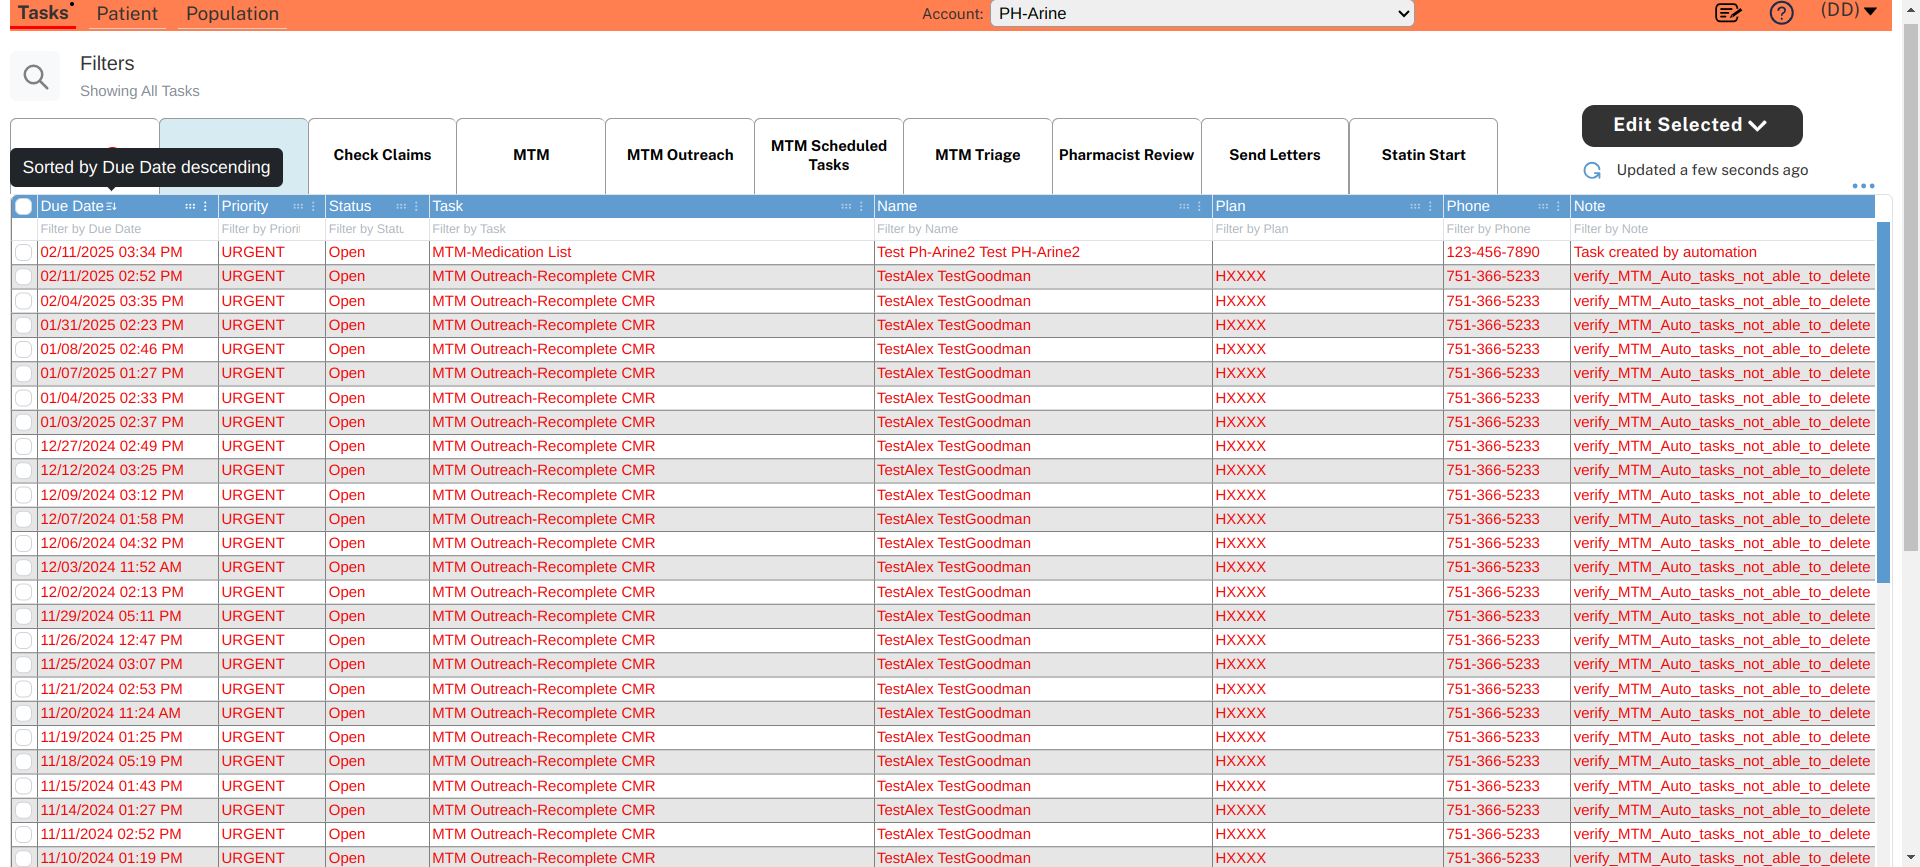 Tasks Patient Population Account: PH-Arine (DD)
Filters
Showing All Tasks
Edit Selected
Updated a few seconds ago
Sorted by Due Date descending
Check Claims MTM MTM Outreach MTM Scheduled Tasks MTM Triage Pharmacist Review Send Letters Statin Start
Due Date Priority Status Task Name Plan Phone Note
Filter by Due Date Filter by Priorit Filter by Statu Filter by Task Filter by Name Filter by Plan Filter by Phone Filter by Note
02/11/2025 03:34 PM URGENT Open MTM-Medication List Test Ph-Arine2 Test PH-Arine2 123-456-7890 Task created by automation
02/11/2025 02:52 PM URGENT Open MTM Outreach-Recomplete CMR TestAlex TestGoodman HXXXX 751-366-5233 verify_MTM_Auto_tasks_not_able_to_delete
02/04/2025 03:35 PM URGENT Open MTM Outreach-Recomplete CMR TestAlex TestGoodman HXXXX 751-366-5233 verify_MTM_Auto_tasks_not_able_to_delete
01/31/2025 02:23 PM URGENT Open MTM Outreach-Recomplete CMR TestAlex TestGoodman HXXXX 751-366-5233 verify_MTM_Auto_tasks_not_able_to_delete
01/08/2025 02:46 PM URGENT Open MTM Outreach-Recomplete CMR TestAlex TestGoodman HXXXX 751-366-5233 verify_MTM_Auto_tasks_not_able_to_delete
01/07/2025 01:27 PM URGENT Open MTM Outreach-Recomplete CMR TestAlex TestGoodman HXXXX 751-366-5233 verify_MTM_Auto_tasks_not_able_to_delete
01/04/2025 02:33 PM URGENT Open MTM Outreach-Recomplete CMR TestAlex TestGoodman HXXXX 751-366-5233 verify_MTM_Auto_tasks_not_able_to_delete
01/03/2025 02:37 PM URGENT Open MTM Outreach-Recomplete CMR TestAlex TestGoodman HXXXX 751-366-5233 verify_MTM_Auto_tasks_not_able_to_delete
12/27/2024 02:49 PM URGENT Open MTM Outreach-Recomplete CMR TestAlex TestGoodman HXXXX 751-366-5233 verify_MTM_Auto_tasks_not_able_to_delete
12/12/2024 03:25 PM URGENT Open MTM Outreach-Recomplete CMR TestAlex TestGoodman HXXXX 751-366-5233 verify_MTM_Auto_tasks_not_able_to_delete
12/09/2024 03:12 PM URGENT Open MTM Outreach-Recomplete CMR TestAlex TestGoodman HXXXX 751-366-5233 verify_MTM_Auto_tasks_not_able_to_delete
12/07/2024 01:58 PM URGENT Open MTM Outreach-Recomplete CMR TestAlex TestGoodman HXXXX 751-366-5233 verify_MTM_Auto_tasks_not_able_to_delete
12/06/2024 04:32 PM URGENT Open MTM Outreach-Recomplete CMR TestAlex TestGoodman HXXXX 751-366-5233 verify_MTM_Auto_tasks_not_able_to_delete
12/03/2024 11:52 AM URGENT Open MTM Outreach-Recomplete CMR TestAlex TestGoodman HXXXX 751-366-5233 verify_MTM_Auto_tasks_not_able_to_delete
12/02/2024 02:13 PM URGENT Open MTM Outreach-Recomplete CMR TestAlex TestGoodman HXXXX 751-366-5233 verify_MTM_Auto_tasks_not_able_to_delete
11/29/2024 05:11 PM URGENT Open MTM Outreach-Recomplete CMR TestAlex TestGoodman HXXXX 751-366-5233 verify_MTM_Auto_tasks_not_able_to_delete
11/26/2024 12:47 PM URGENT Open MTM Outreach-Recomplete CMR TestAlex TestGoodman HXXXX 751-366-5233 verify_MTM_Auto_tasks_not_able_to_delete
11/25/2024 03:07 PM URGENT Open MTM Outreach-Recomplete CMR TestAlex TestGoodman HXXXX 751-366-5233 verify_MTM_Auto_tasks_not_able_to_delete
11/21/2024 02:53 PM URGENT Open MTM Outreach-Recomplete CMR TestAlex TestGoodman HXXXX 751-366-5233 verify_MTM_Auto_tasks_not_able_to_delete
11/20/2024 11:24 AM URGENT Open MTM Outreach-Recomplete CMR TestAlex TestGoodman HXXXX 751-366-5233 verify_MTM_Auto_tasks_not_able_to_delete
11/19/2024 01:25 PM URGENT Open MTM Outreach-Recomplete CMR TestAlex TestGoodman HXXXX 751-366-5233 verify_MTM_Auto_tasks_not_able_to_delete
11/18/2024 05:19 PM URGENT Open MTM Outreach-Recomplete CMR TestAlex TestGoodman HXXXX 751-366-5233 verify_MTM_Auto_tasks_not_able_to_delete
11/15/2024 01:43 PM URGENT Open MTM Outreach-Recomplete CMR TestAlex TestGoodman HXXXX 751-366-5233 verify_MTM_Auto_tasks_not_able_to_delete
11/14/2024 01:27 PM URGENT Open MTM Outreach-Recomplete CMR TestAlex TestGoodman HXXXX 751-366-5233 verify_MTM_Auto_tasks_not_able_to_delete
11/11/2024 02:52 PM URGENT Open MTM Outreach-Recomplete CMR TestAlex TestGoodman HXXXX 751-366-5233 verify_MTM_Auto_tasks_not_able_to_delete
11/10/2024 01:19 PM URGENT Open MTM Outreach-Recomplete CMR TestAlex TestGoodman HXXXX 751-366-5233 verify_MTM_Auto_tasks_not_able_to_delete